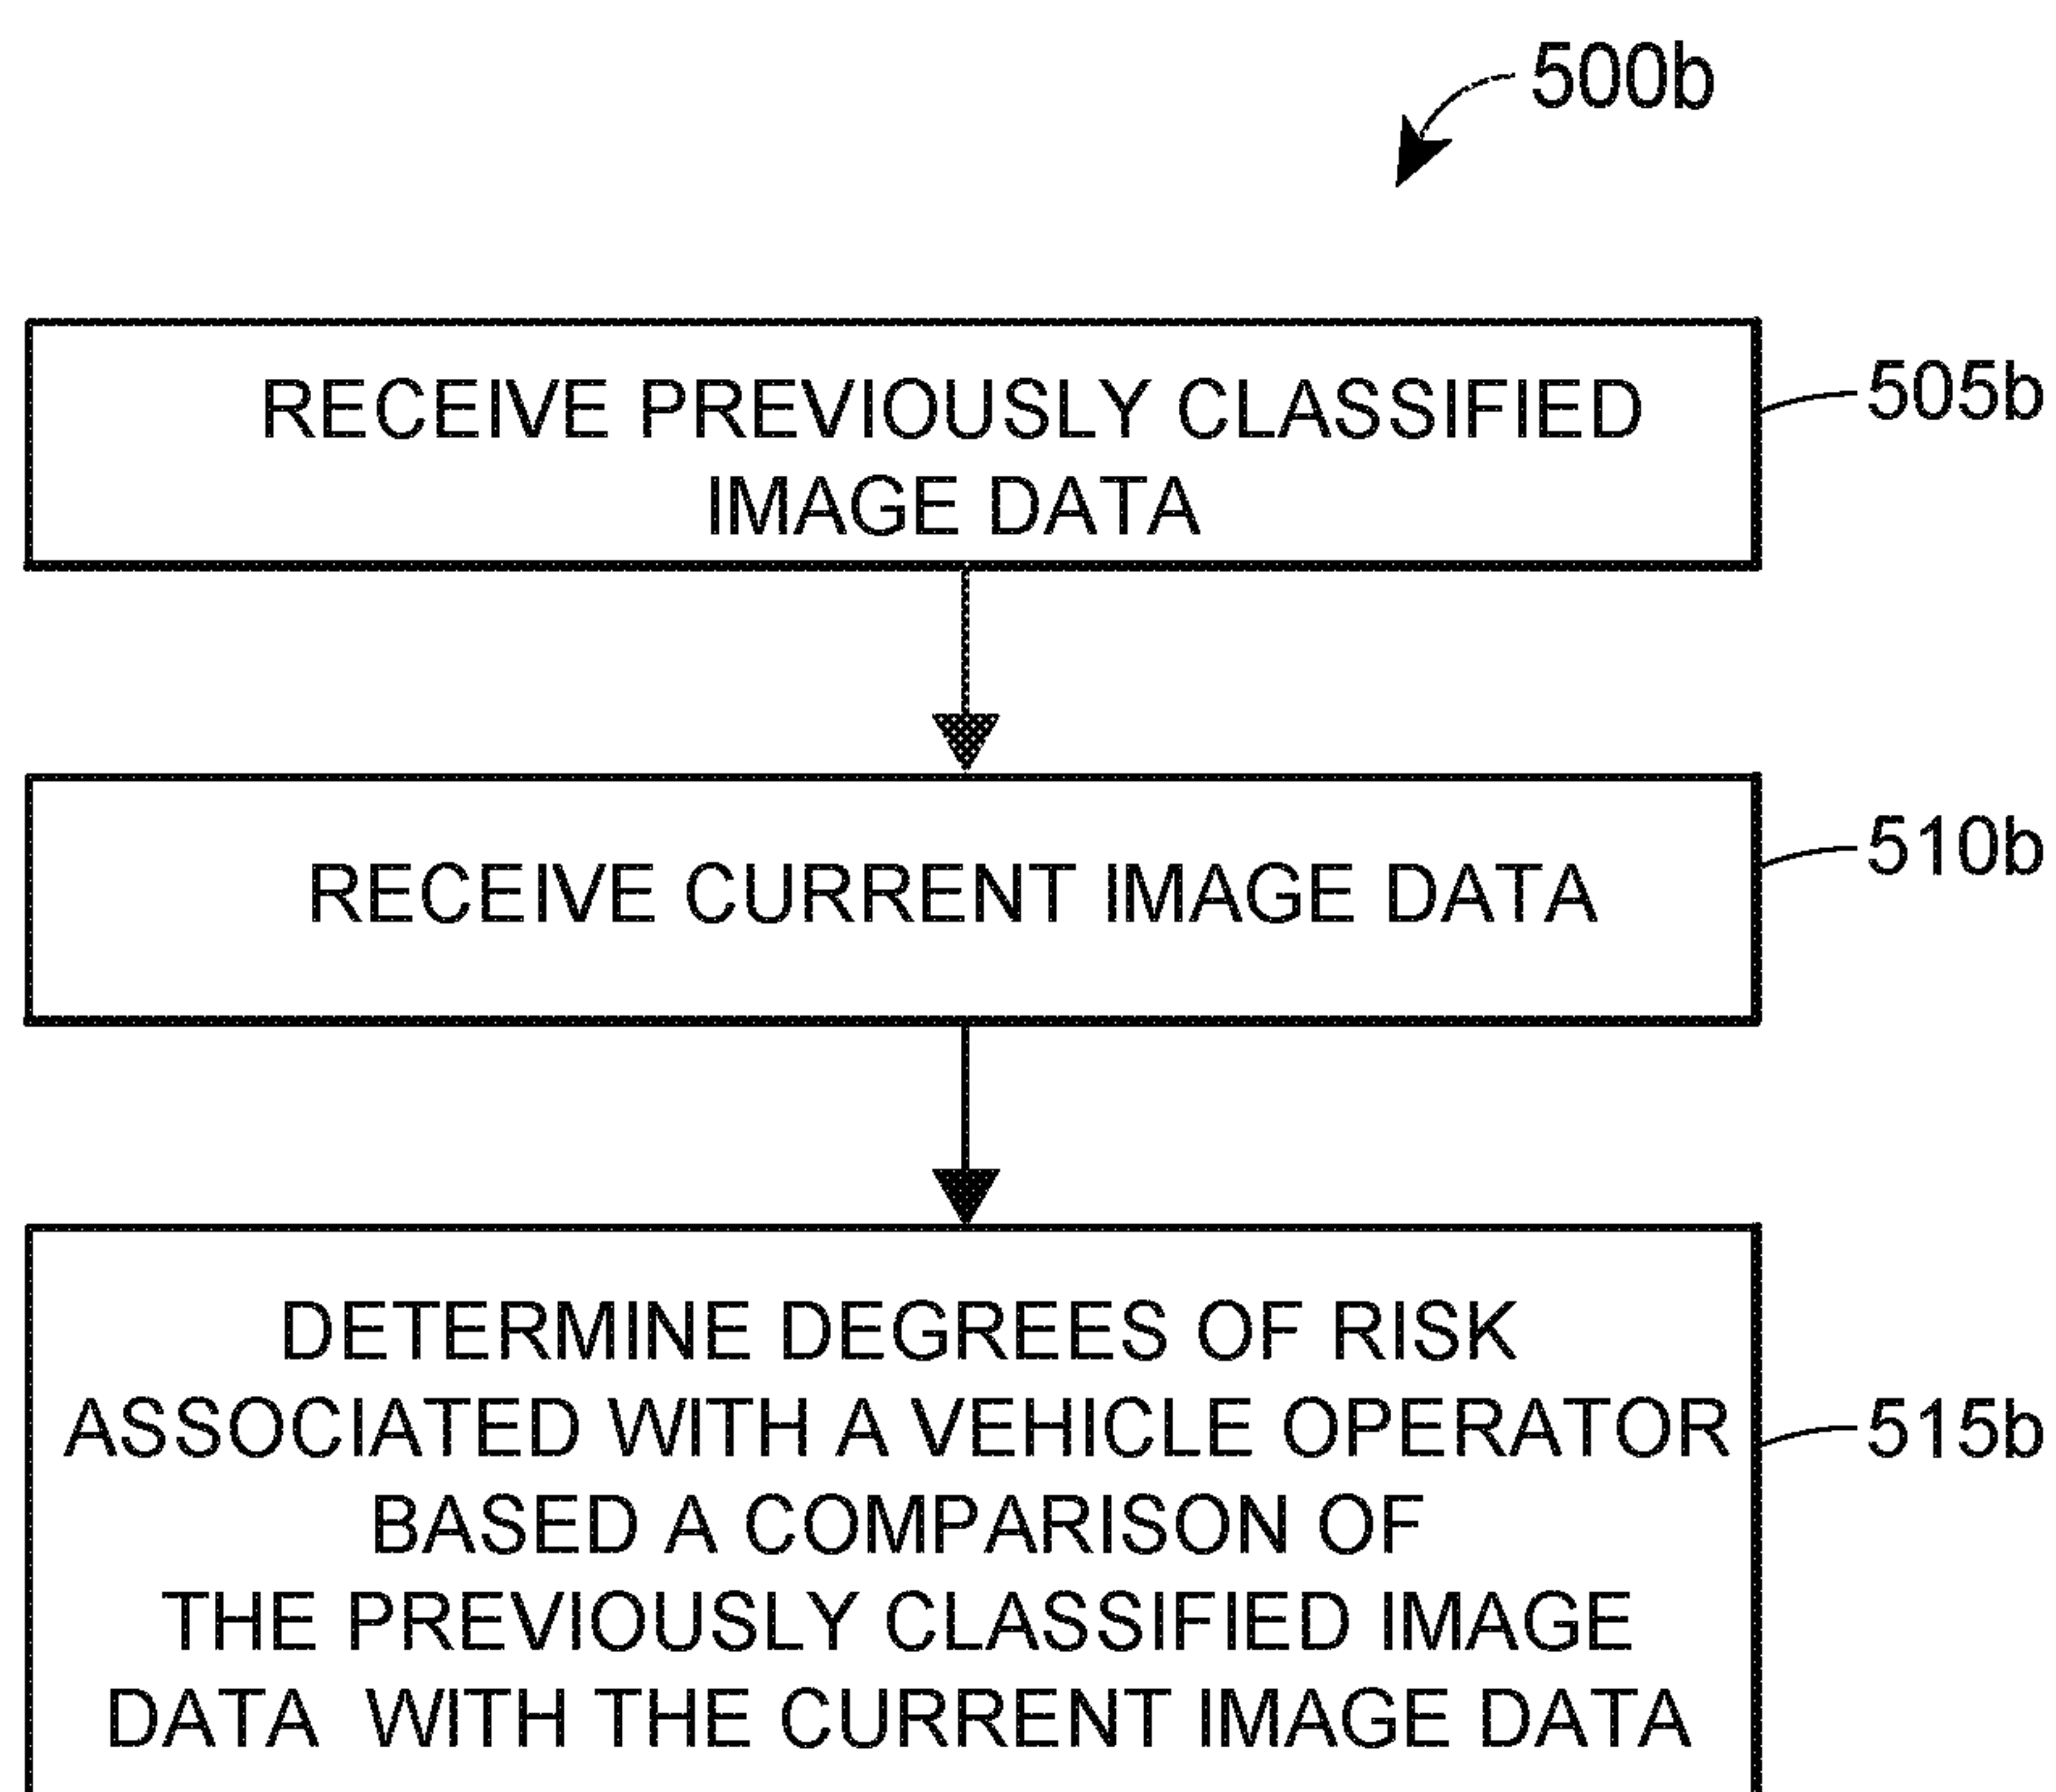 500b
RECEIVE PREVIOUSLY CLASSIFIED
IMAGE DATA
505b
RECEIVE CURRENT IMAGE DATA
510b
DETERMINE DEGREES OF RISK
ASSOCIATED WITH A VEHICLE OPERATOR
BASED A COMPARISON OF
THE PREVIOUSLY CLASSIFIED IMAGE
DATA WITH THE CURRENT IMAGE DATA
515b